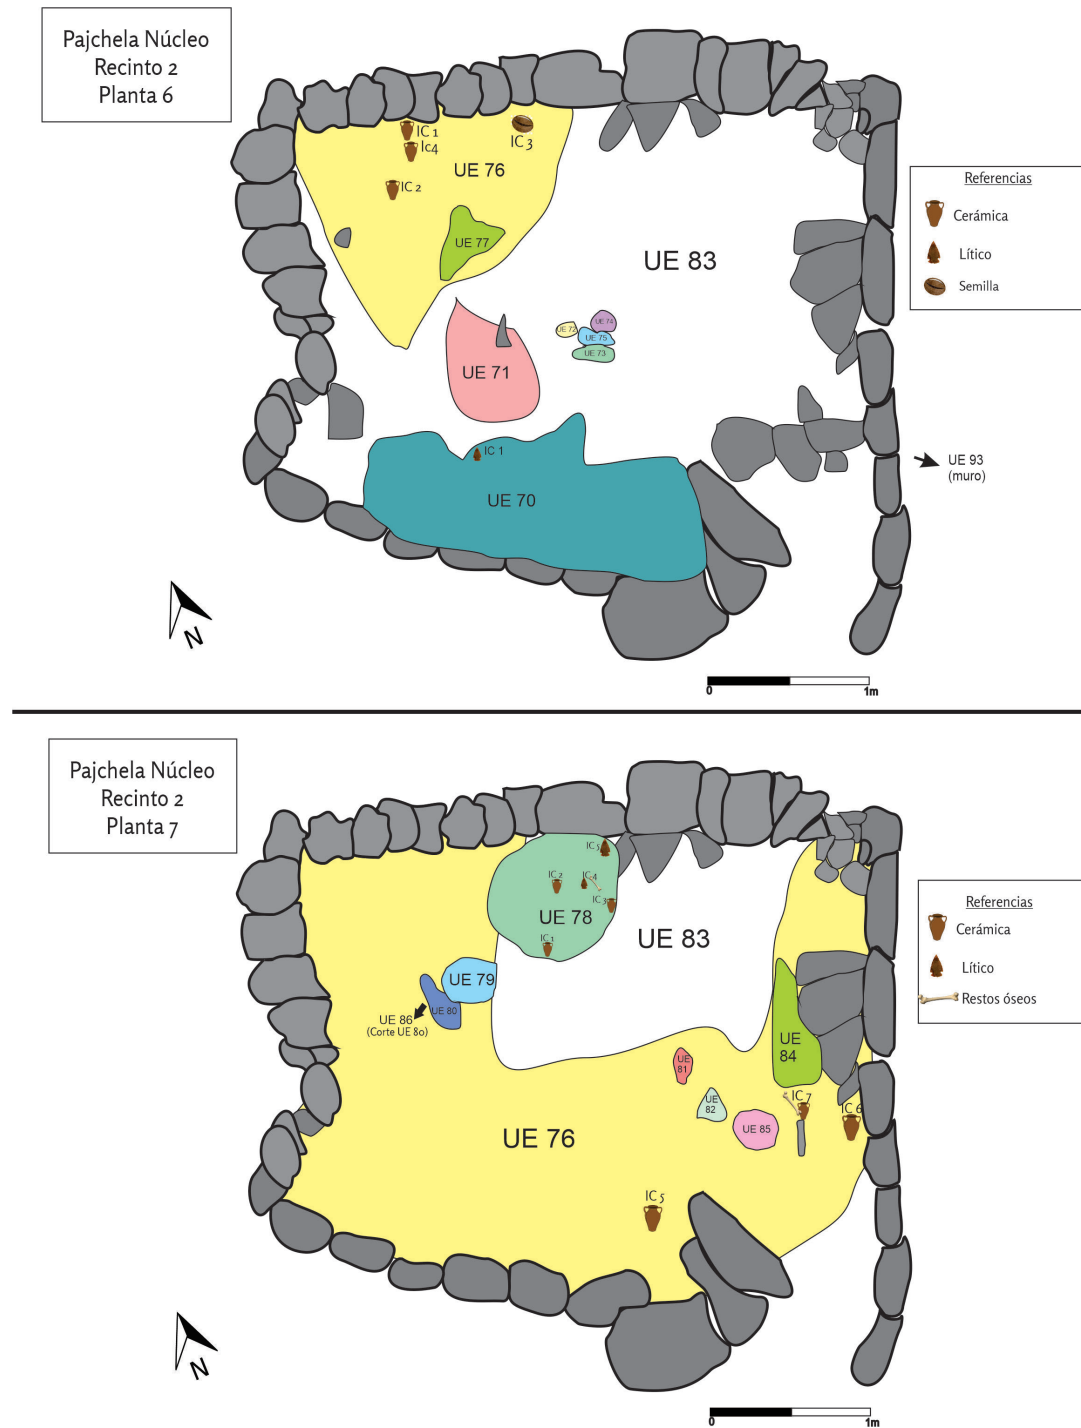 Pajchela Núcleo
Recinto 2
Planta 6
IC 1
Ic4
IC 2
IC 3
UE 76
UE 77
UE 83
UE 72
UE 74
UE 75
UE 73
UE 71
IC 1
UE 70
UE 93
(muro)
Referencias
Cerámica
Lítico
Semilla
N
0
1m
Pajchela Núcleo
Recinto 2
Planta 7
IC 5
IC 2
IC 4
IC 3
UE 78
IC 1
UE 83
UE 79
UE 80
UE 86
(Corte UE 80)
UE
84
UE
81
UE
82
UE 85
IC 7
IC 6
UE 76
IC 5
Referencias
Cerámica
Lítico
Restos óseos
N
0
1m